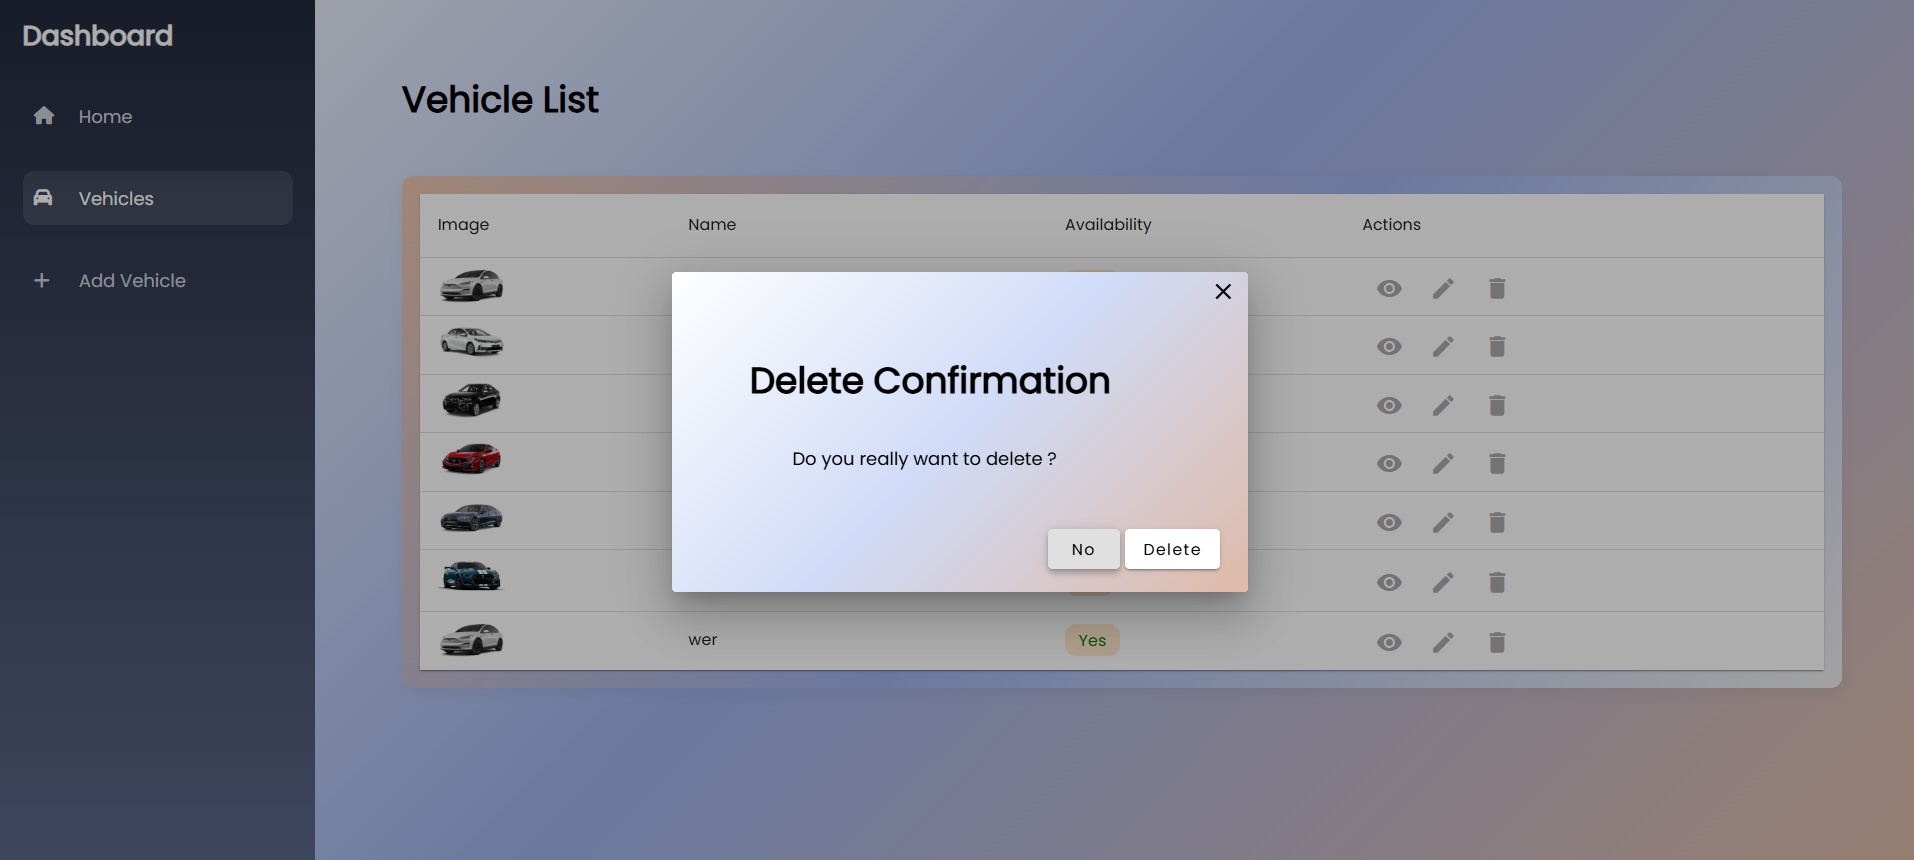 Dashboard
Home
Vehicles
Add Vehicle
Vehicle List
Image Name Availability Actions
Delete Confirmation
Do you really want to delete ?
No Delete
wer Yes